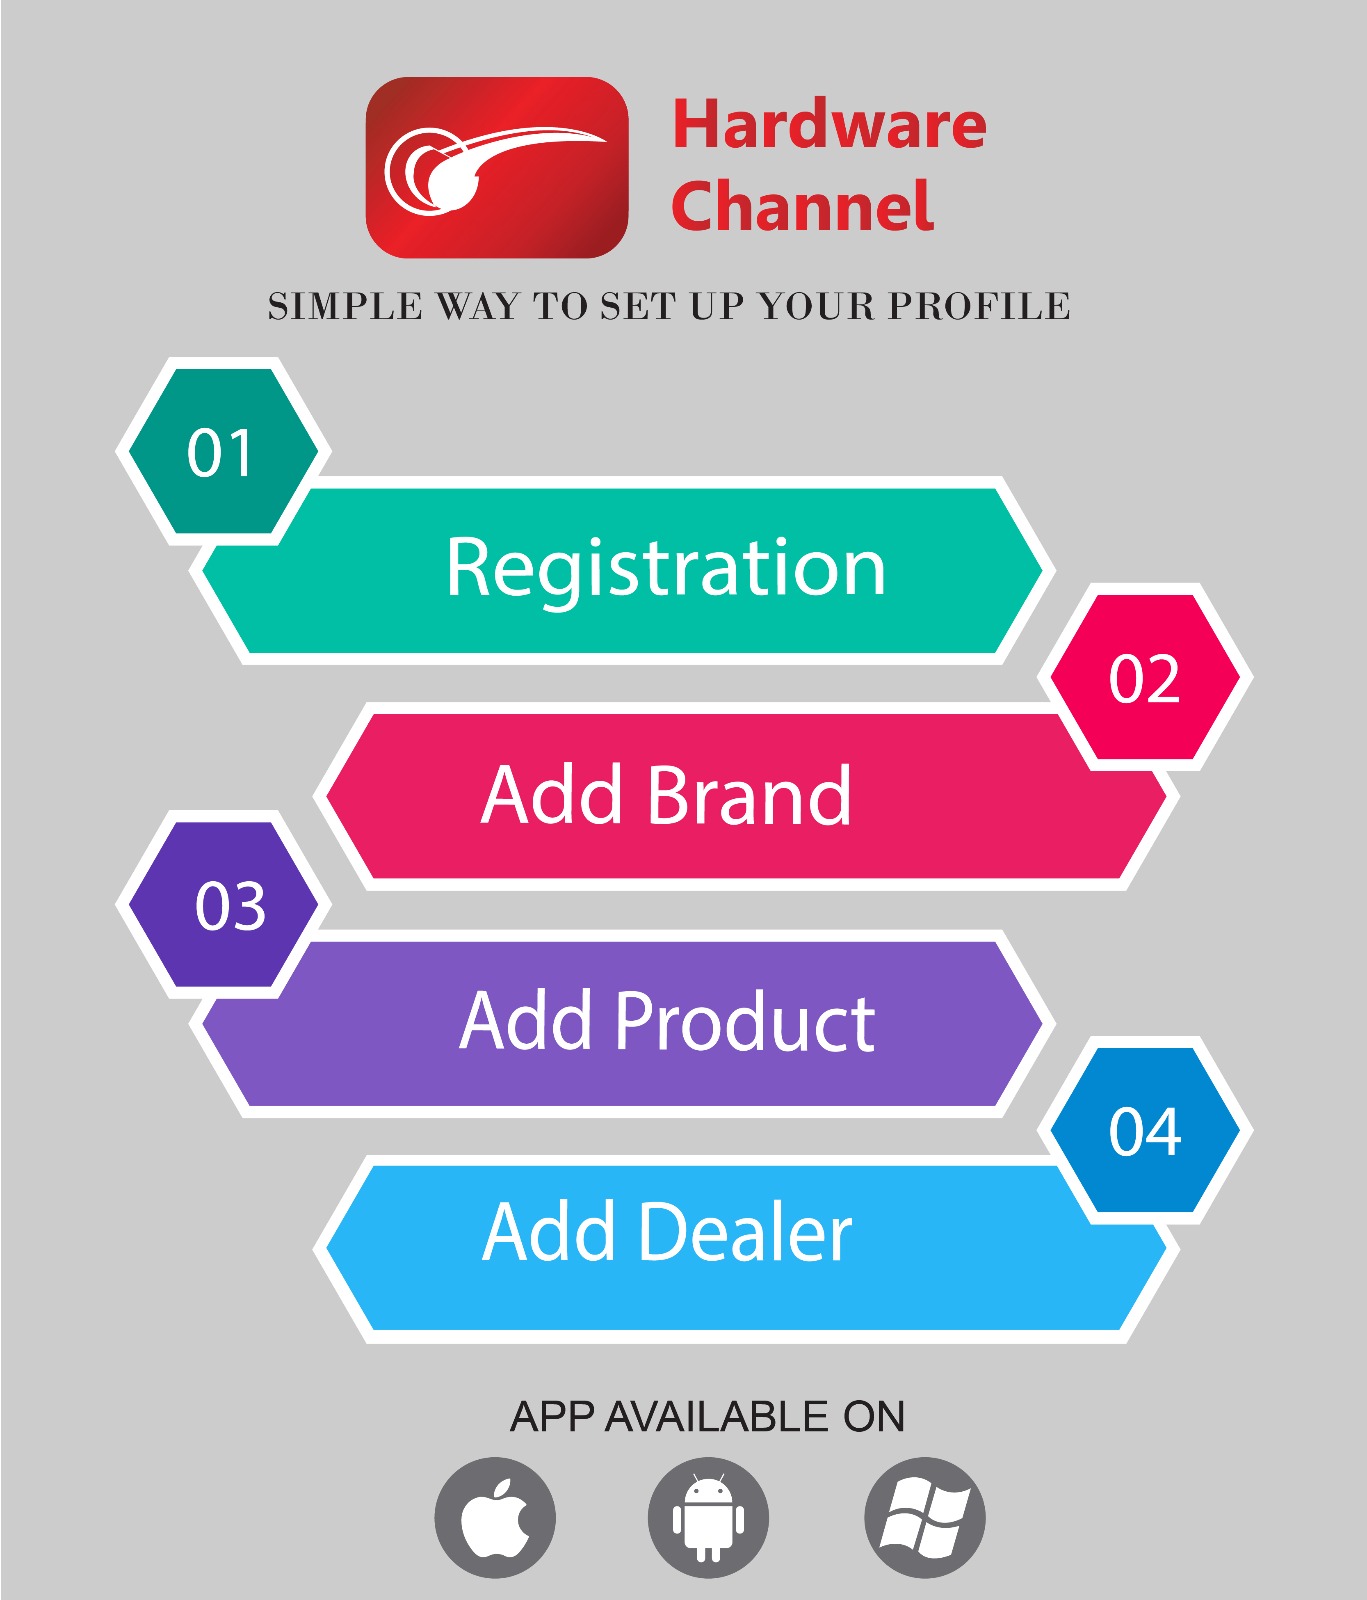 Hardware
Channel
SIMPLE WAY TO SET UP YOUR PROFILE
01
Registration
02
Add Brand
03
Add Product
04
Add Dealer
APP AVAILABLE ON